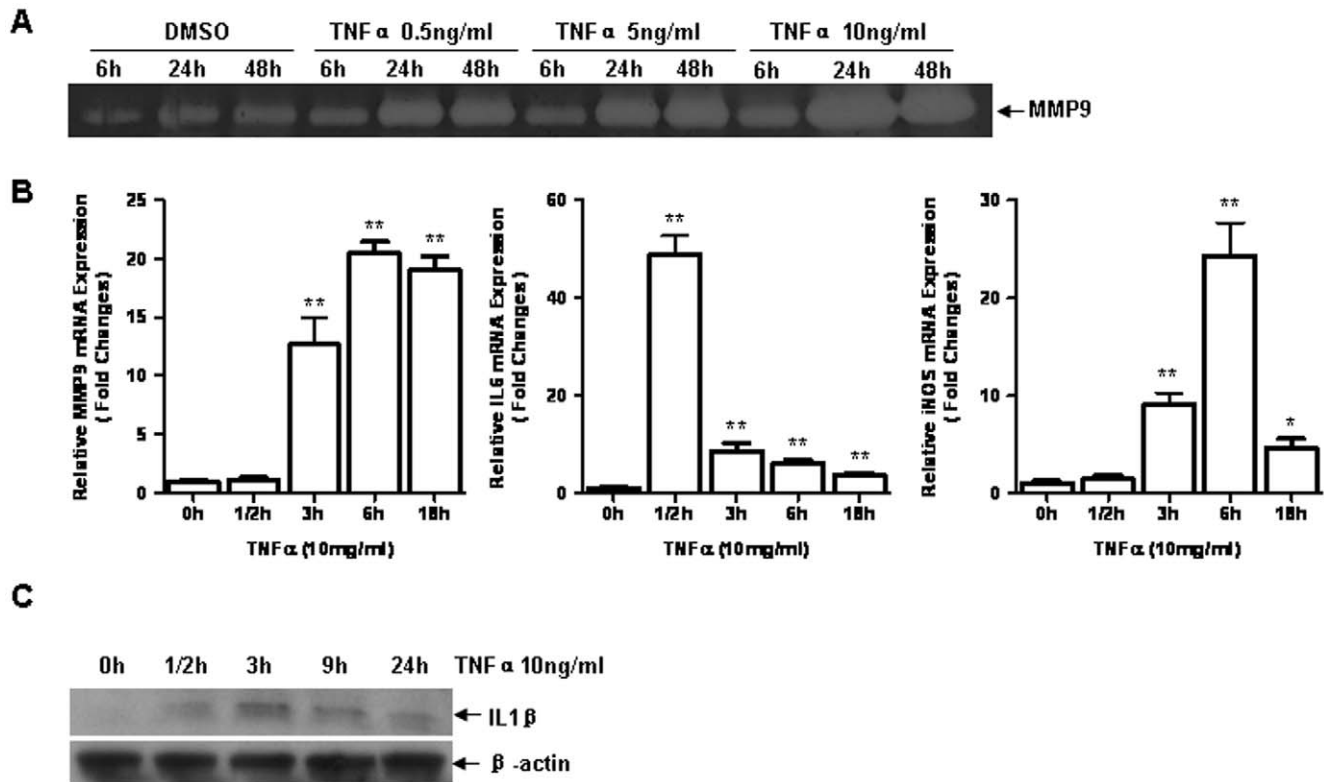 A
DMSO TNFα 0.5ng/ml TNFα 5ng/ml TNFα 10ng/ml
6h 24h 48h 6h 24h 48h 6h 24h 48h 6h 24h 48h
MMP9
B
Relative MMP9 mRNA Expression
( Fold Changes)
25
20
15
10
5
0
** ** **
0h 1/2h 3h 6h 18h
TNFα (10mg/ml)
Relative IL6 mRNA Expression
( Fold Changes)
60
40
20
0
** ** ** **
0h 1/2h 3h 6h 18h
TNFα (10mg/ml)
Relative iNOS mRNA Expression
( Fold Changes)
30
20
10
0
** ** *
0h 1/2h 3h 6h 18h
TNFα (10mg/ml)
C
0h 1/2h 3h 9h 24h TNFα 10ng/ml
IL1β
β-actin